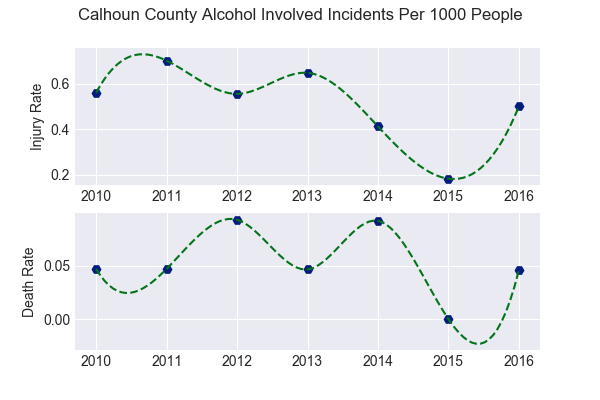 Calhoun County Alcohol Involved Incidents Per 1000 People
Injury Rate
0.6
0.4
0.2
2010 2011 2012 2013 2014 2015 2016
Death Rate
0.05
0.00
2010 2011 2012 2013 2014 2015 2016